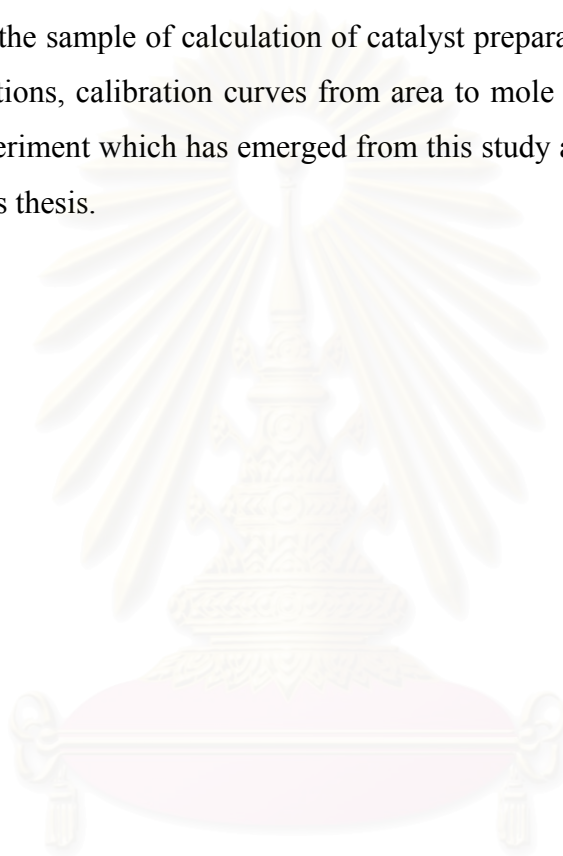 the sample of calculation of catalyst
tions, calibration curves from area to mole
eriment which has emerged from this study
s thesis.